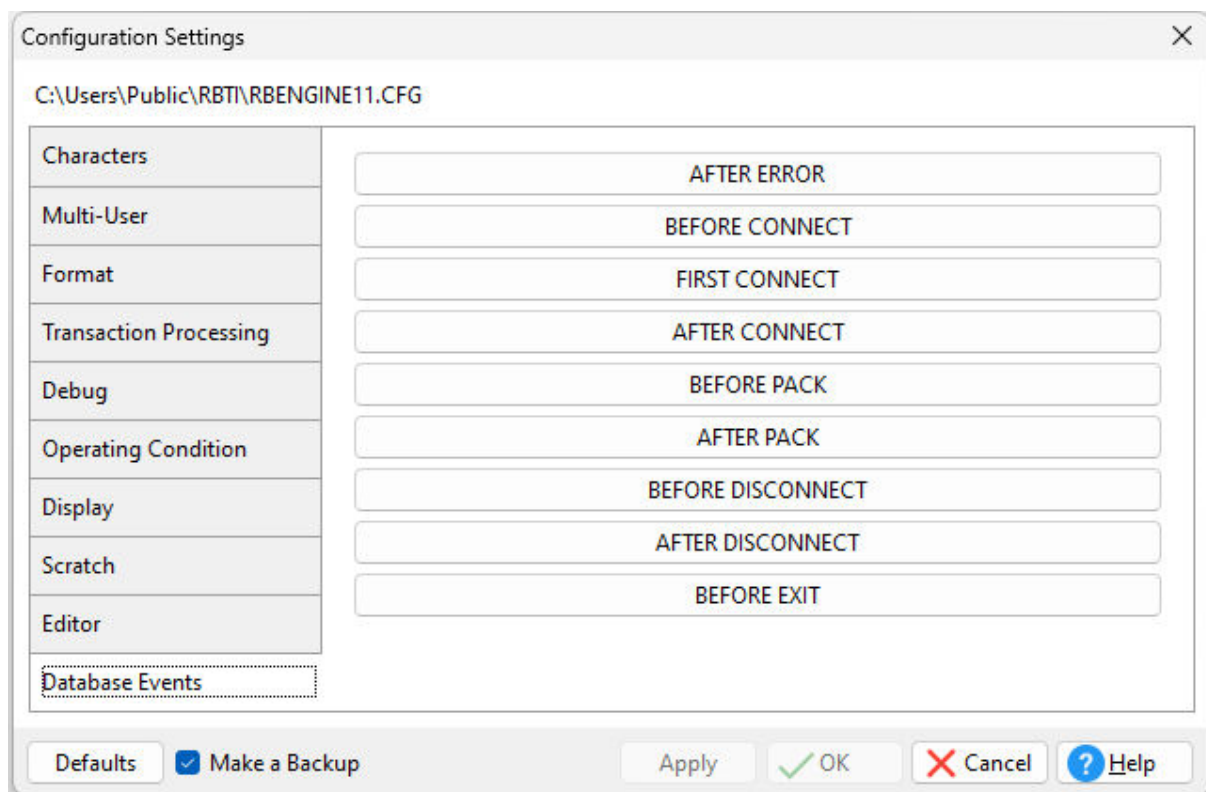 Configuration Settings
C:\Users\Public\RBTI\RBENGINE11.CFG
Characters
Multi-User
Format
Transaction Processing
Debug
Operating Condition
Display
Scratch
Editor
Database Events
AFTER ERROR
BEFORE CONNECT
FIRST CONNECT
AFTER CONNECT
BEFORE PACK
AFTER PACK
BEFORE DISCONNECT
AFTER DISCONNECT
BEFORE EXIT
Defaults
Make a Backup
Apply
OK
Cancel
Help